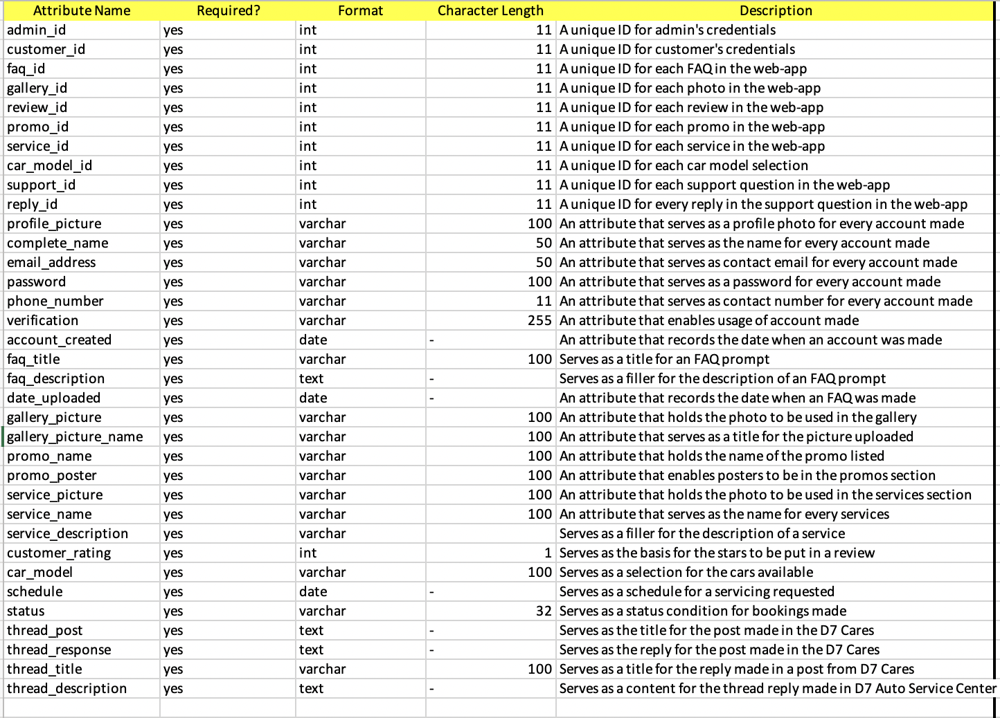 Attribute Name Required? Format Character Length Description
admin_id yes int 11 A unique ID for admin's credentials
customer_id yes int 11 A unique ID for customer's credentials
faq_id yes int 11 A unique ID for each FAQ in the web-app
gallery_id yes int 11 A unique ID for each photo in the web-app
review_id yes int 11 A unique ID for each review in the web-app
promo_id yes int 11 A unique ID for each promo in the web-app
service_id yes int 11 A unique ID for each service in the web-app
car_model_id yes int 11 A unique ID for each car model selection
support_id yes int 11 A unique ID for each support question in the web-app
reply_id yes int 11 A unique ID for every reply in the support question in the web-app
profile_picture yes varchar 100 An attribute that serves as a profile photo for every account made
complete_name yes varchar 50 An attribute that serves as the name for every account made
email_address yes varchar 50 An attribute that serves as contact email for every account made
password yes varchar 100 An attribute that serves as a password for every account made
phone_number yes varchar 11 An attribute that serves as contact number for every account made
verification yes varchar 255 An attribute that enables usage of account made
account_created yes date - An attribute that records the date when an account was made
faq_title yes varchar 100 Serves as a title for an FAQ prompt
faq_description yes text - Serves as a filler for the description of an FAQ prompt
date_uploaded yes date - An attribute that records the date when an FAQ was made
gallery_picture yes varchar 100 An attribute that holds the photo to be used in the gallery
gallery_picture_name yes varchar 100 An attribute that serves as a title for the picture uploaded
promo_name yes varchar 100 An attribute that holds the name of the promo listed
promo_poster yes varchar 100 An attribute that enables posters to be in the promos section
service_picture yes varchar 100 An attribute that holds the photo to be used in the services section
service_name yes varchar 100 An attribute that serves as the name for every services
service_description yes varchar Serves as a filler for the description of a service
customer_rating yes int 1 Serves as the basis for the stars to be put in a review
car_model yes varchar 100 Serves as a selection for the cars available
schedule yes date - Serves as a schedule for a servicing requested
status yes varchar 32 Serves as a status condition for bookings made
thread_post yes text - Serves as the title for the post made in the D7 Cares
thread_response yes text - Serves as the reply for the post made in the D7 Cares
thread_title yes varchar 100 Serves as a title for the reply made in a post from D7 Cares
thread_description yes text - Serves as a content for the thread reply made in D7 Auto Service Center